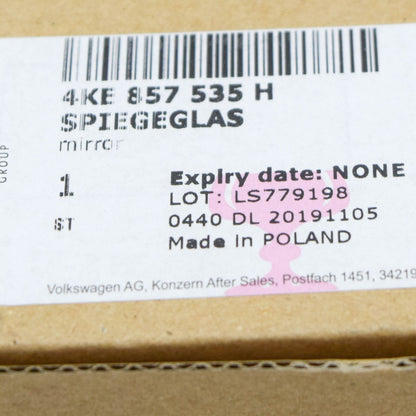 4KE 857 535 H
SPIEGEGLAS
mirror
1
ST
Expiry date: NONE
LOT: LS779198
0440 DL 20191105
Made in POLAND
Volkswagen AG, Konzern After Sales, Postfach 1451, 34219
GROUP